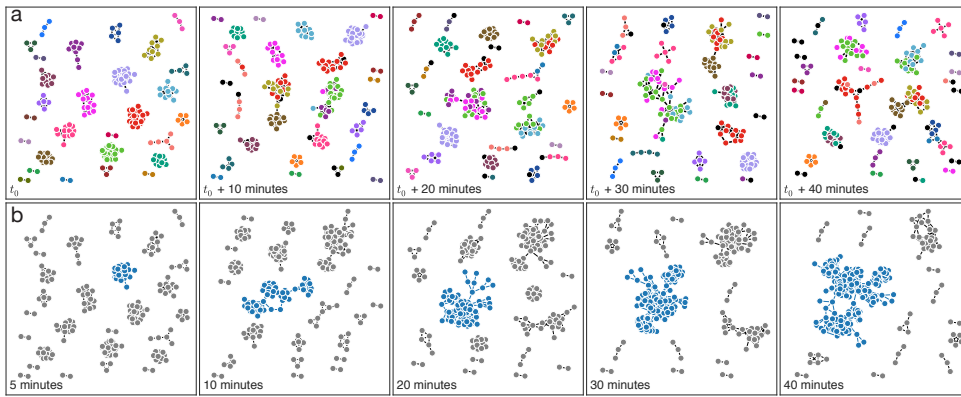 a
t0
t0 + 10 minutes
t0 + 20 minutes
t0 + 30 minutes
t0 + 40 minutes
b
5 minutes
10 minutes
20 minutes
30 minutes
40 minutes